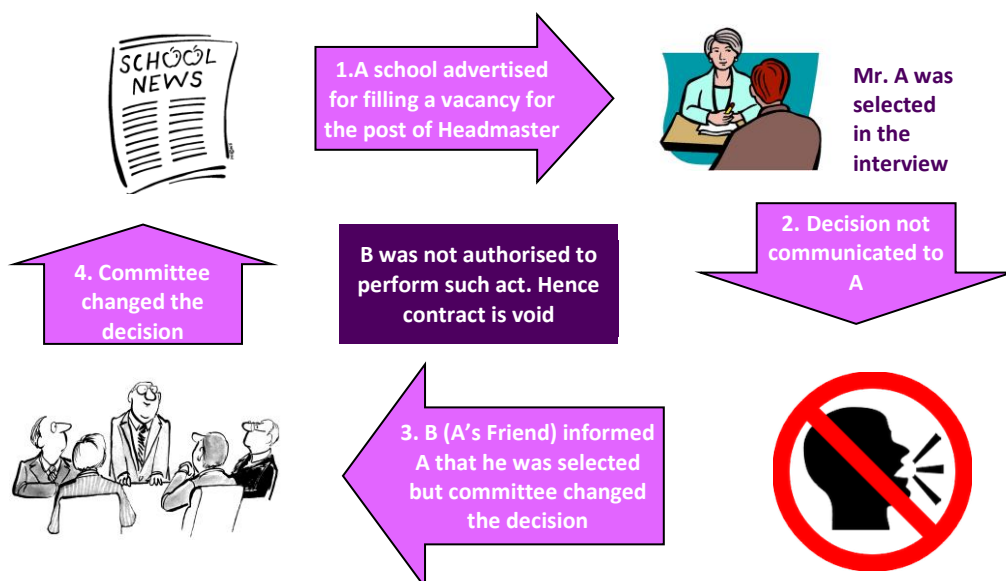 SCHOOL
NEWS
1.A school advertised
for filling a vacancy for
the post of Headmaster
Mr. A was
selected
in the
interview
2. Decision not
communicated to
A
B was not authorised to
perform such act. Hence
contract is void
4. Committee
changed the
decision
3. B (A’s Friend) informed
A that he was selected
but committee changed
the decision